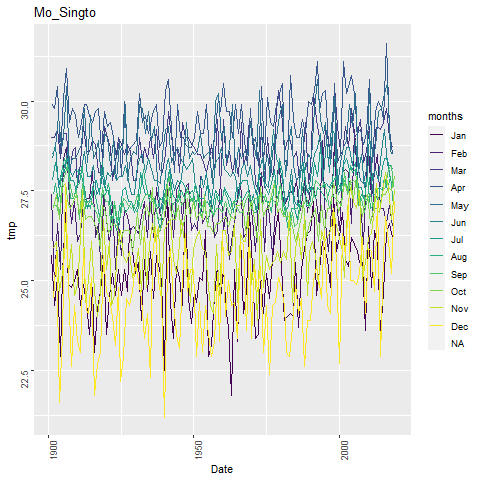 Mo_Singto
30.0
27.5
25.0
22.5
tmp
1900
1950
2000
Date
months
Jan
Feb
Mar
Apr
May
Jun
Jul
Aug
Sep
Oct
Nov
Dec
NA